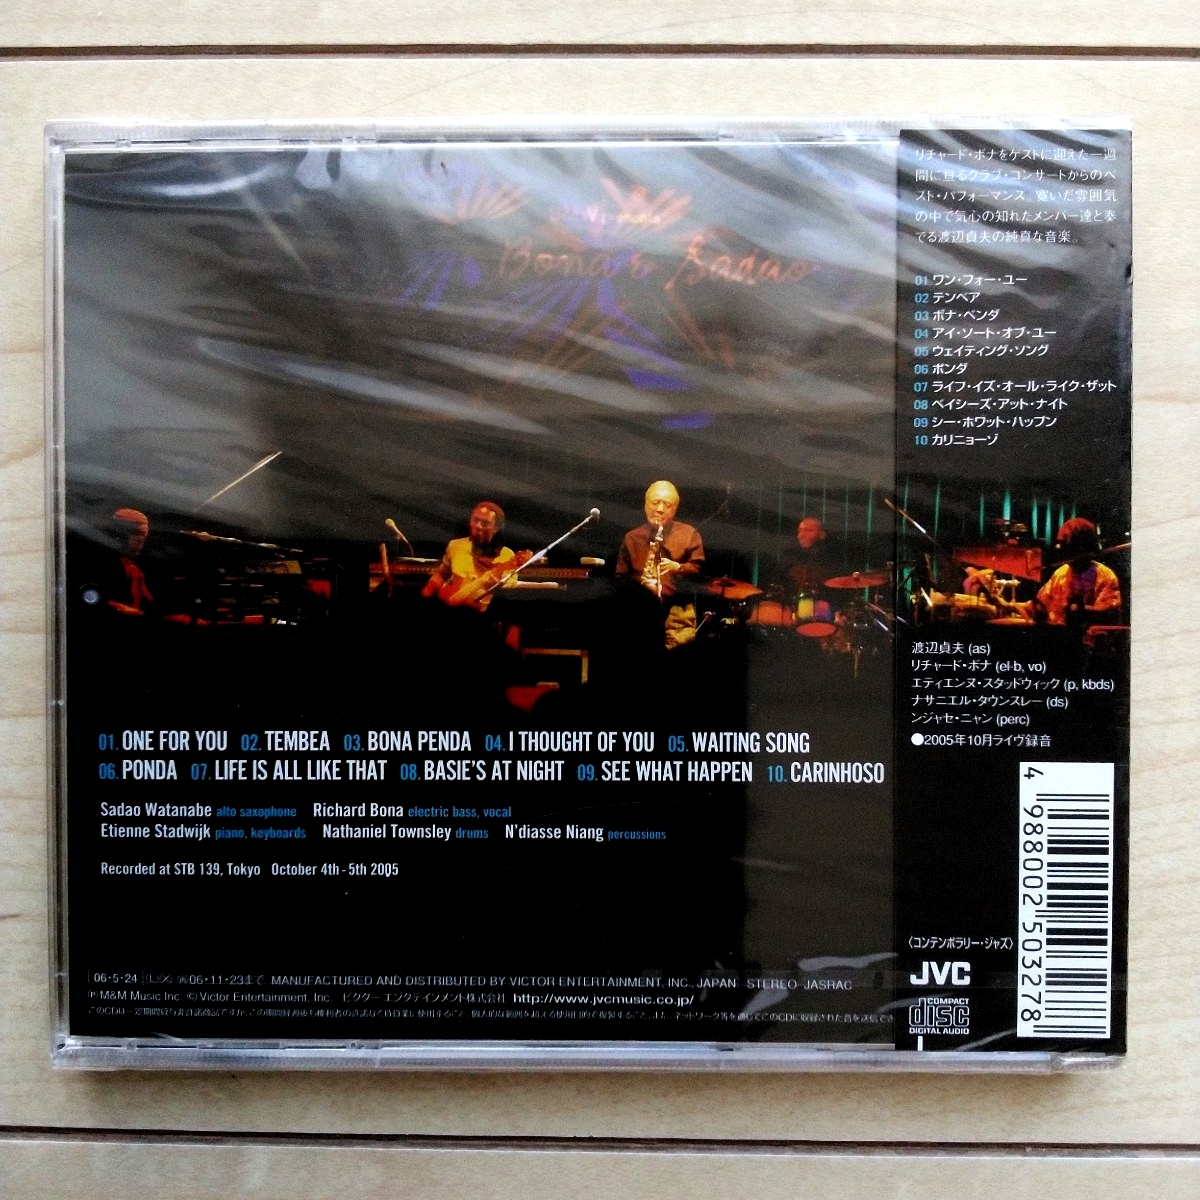 Bona & Sadao
リチャード・ボナをゲストに迎えた一週
間に亘るクラブ・コンサートからのベ
スト・パフォーマンス。寛いだ雰囲気
の中で気心の知れたメンバー達と奏
でる渡辺貞夫の純真な音楽。
01 ワン・フォー・ユー
02 テンベア
03 ボナ・ペンダ
04 アイ・ソート・オブ・ユー
05 ウェイティング・ソング
06 ポンダ
07 ライフ・イズ・オール・ライク・ザット
08 ベイシーズ・アット・ナイト
09 シー・ホワット・ハップン
10 カリニョーゾ
渡辺貞夫 (as)
リチャード・ボナ (el-b, vo)
エティエンヌ・スタッドウィック (p, kbds)
ナサニエル・タウンスレー (ds)
ンジャセ・ニャン (perc)
●2005年10月ライヴ録音
01. ONE FOR YOU 02. TEMBEA 03. BONA PENDA 04. I THOUGHT OF YOU 05. WAITING SONG
06. PONDA 07. LIFE IS ALL LIKE THAT 08. BASIE'S AT NIGHT 09. SEE WHAT HAPPEN 10. CARINHOSO
Sadao Watanabe alto saxophone Richard Bona electric bass, vocal
Etienne Stadwijk piano, keyboards Nathaniel Townsley drums N'diasse Niang percussions
Recorded at STB 139, Tokyo October 4th - 5th 2005
4 988002 503278
〈コンテンポラリー・ジャズ〉
JVC
COMPACT
disc
DIGITAL AUDIO
06・5・24 06・11・23まで MANUFACTURED AND DISTRIBUTED BY VICTOR ENTERTAINMENT, INC., JAPAN STEREO JASRAC
ⓟM&M Music Inc. ©Victor Entertainment, Inc. ビクター エンタテインメント株式会社 http://www.jvcmusic.co.jp/